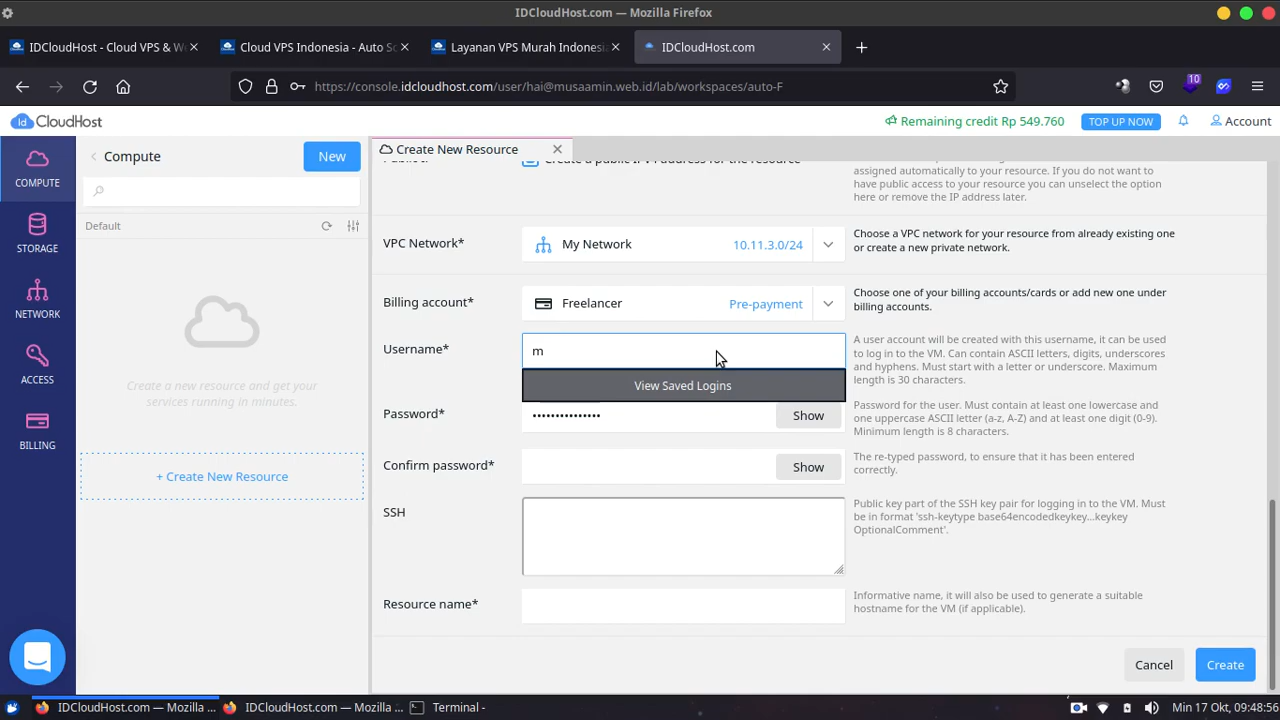 IDCloudHost.com — Mozilla Firefox
IDCloudHost - Cloud VPS & W
Cloud VPS Indonesia - Auto Sc
Layanan VPS Murah Indonesia
IDCloudHost.com
https://console.idcloudhost.com/user/hai@musaamin.web.id/lab/workspaces/auto-F
10
Id CloudHost
Remaining credit Rp 549.760
TOP UP NOW
Account
COMPUTE
STORAGE
NETWORK
ACCESS
BILLING
Compute
New
Default
Create a new resource and get your
services running in minutes.
+ Create New Resource
Create New Resource
Create a public IPv4 address for the resource
assigned automatically to your resource. If you do not want to
have public access to your resource you can unselect the option
here or remove the IP address later.
VPC Network*
My Network
10.11.3.0/24
Choose a VPC network for your resource from already existing one
or create a new private network.
Billing account*
Freelancer
Pre-payment
Choose one of your billing accounts/cards or add new one under
billing accounts.
Username*
m
View Saved Logins
A user account will be created with this username, it can be used
to log in to the VM. Can contain ASCII letters, digits, underscores
and hyphens. Must start with a letter or underscore. Maximum
length is 30 characters.
Password*
•••••••••••••••
Show
Password for the user. Must contain at least one lowercase and
one uppercase ASCII letter (a-z, A-Z) and at least one digit (0-9).
Minimum length is 8 characters.
Confirm password*
Show
The re-typed password, to ensure that it has been entered
correctly.
SSH
Public key part of the SSH key pair for logging in to the VM. Must
be in format 'ssh-keytype base64encodedkeykey...keykey
OptionalComment'.
Resource name*
Informative name, it will also be used to generate a suitable
hostname for the VM (if applicable).
Cancel
Create
IDCloudHost.com — Mozilla ...
IDCloudHost.com — Mozilla ...
Terminal -
Min 17 Okt, 09:48:56